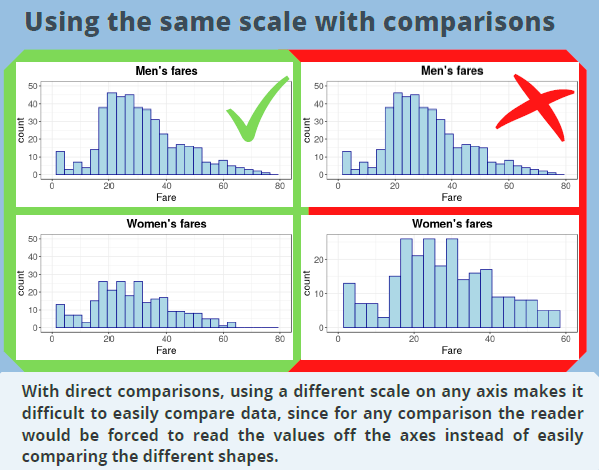 Using the same scale with comparisons
Men's fares
50
40
30
20
10
0
count
0 20 40 60 80
Fare
Men's fares
50
40
30
20
10
0
count
0 20 40 60 80
Fare
Women's fares
50
40
30
20
10
0
count
0 20 40 60 80
Fare
Women's fares
20
10
0
count
0 20 40 60
Fare
With direct comparisons, using a different scale on any axis makes it
difficult to easily compare data, since for any comparison the reader
would be forced to read the values off the axes instead of easily
comparing the different shapes.